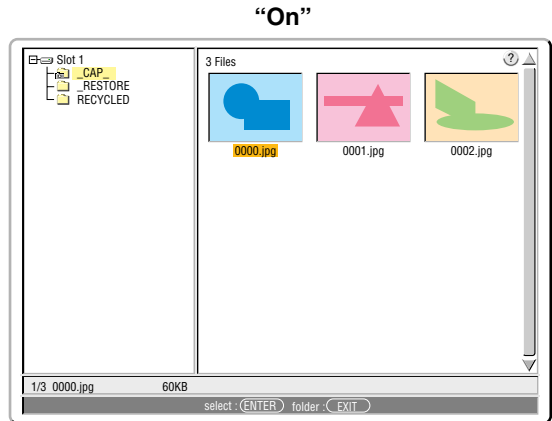 “On”
Slot 1
_CAP_
_RESTORE
RECYCLED
3 Files
?
0000.jpg
0001.jpg
0002.jpg
1/3 0000.jpg 60KB
select : ENTER folder : EXIT